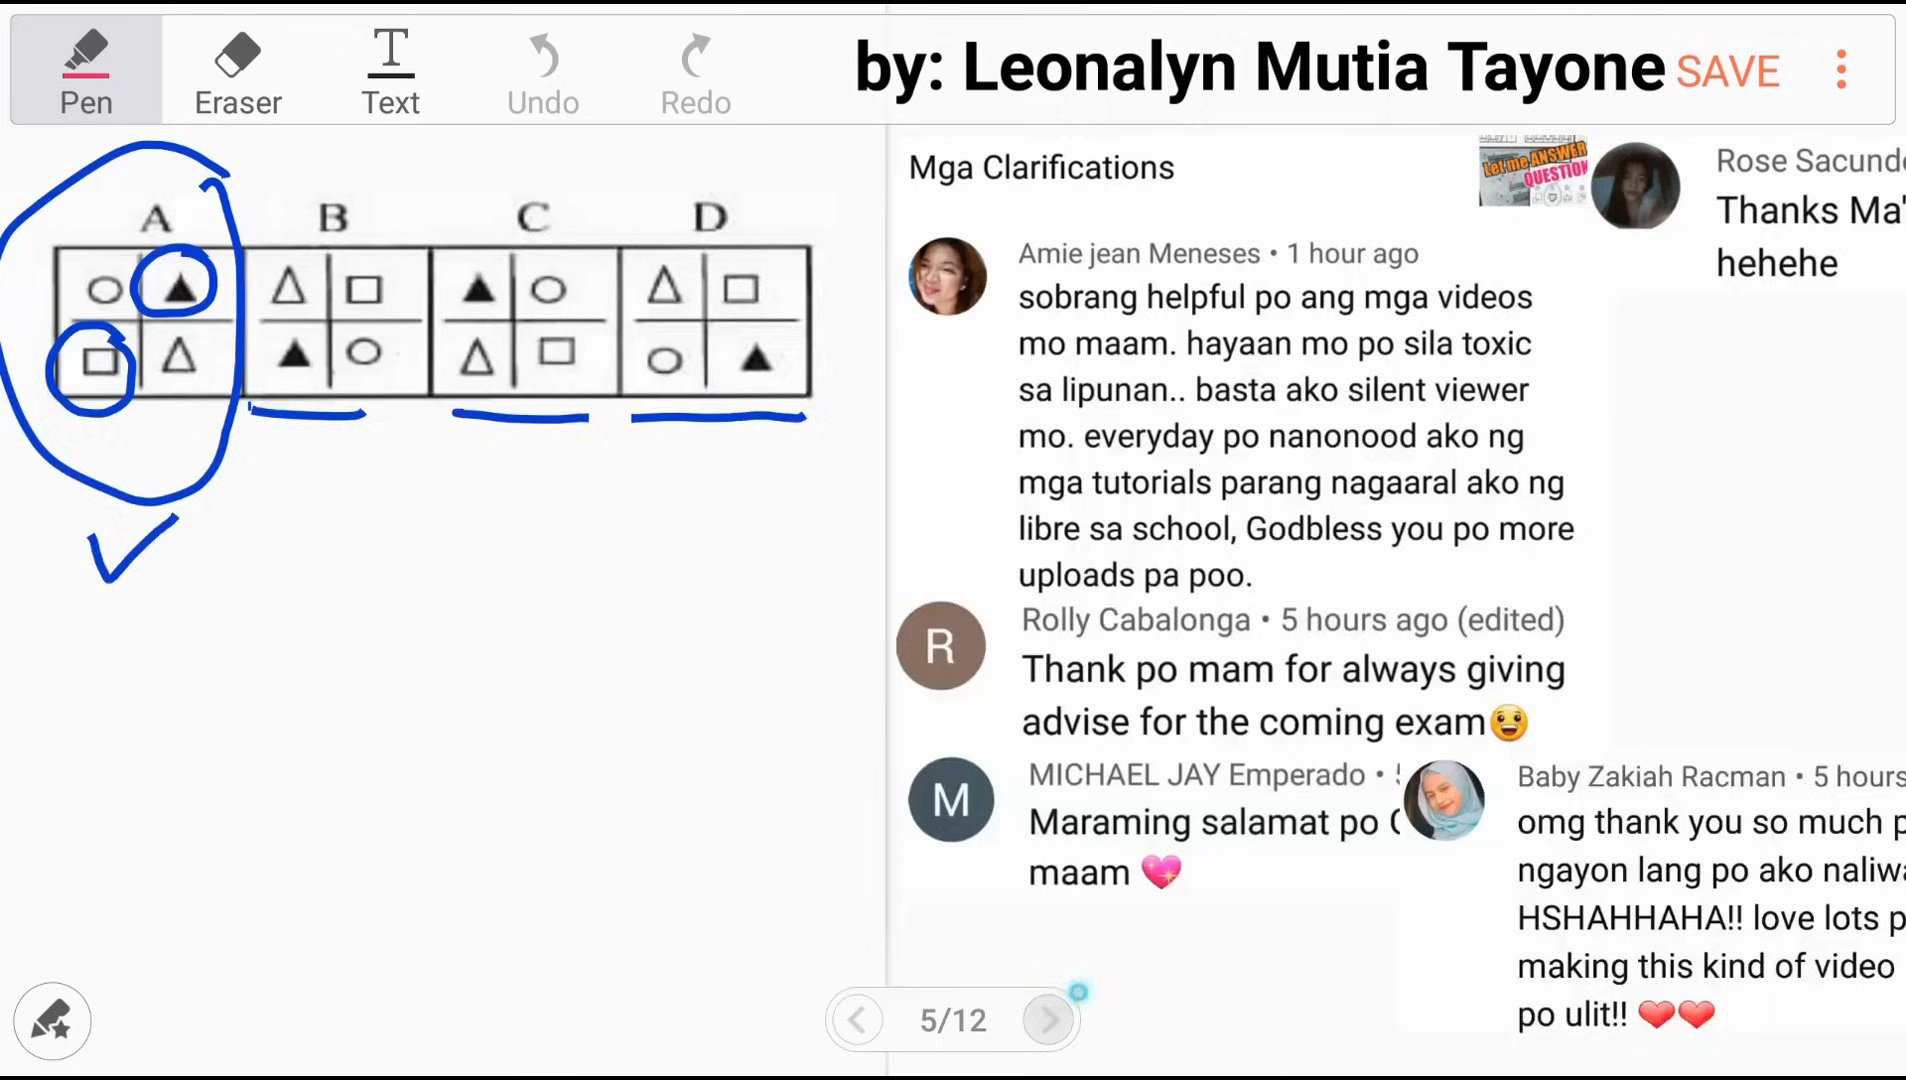 Pen
Eraser
T
Text
Undo
Redo
by: Leonalyn Mutia Tayone
SAVE
A B C D
Mga Clarifications
Let me ANSWER
QUESTION
Rose Sacund
Thanks Ma'
hehehe
Amie jean Meneses • 1 hour ago
sobrang helpful po ang mga videos
mo maam. hayaan mo po sila toxic
sa lipunan.. basta ako silent viewer
mo. everyday po nanonood ako ng
mga tutorials parang nagaaral ako ng
libre sa school, Godbless you po more
uploads pa poo.
R
Rolly Cabalonga • 5 hours ago (edited)
Thank po mam for always giving
advise for the coming exam😀
M
MICHAEL JAY Emperado •
Maraming salamat po
maam 💖
Baby Zakiah Racman • 5 hours
omg thank you so much p
ngayon lang po ako naliw
HSHAHHAHA!! love lots p
making this kind of video
po ulit!! ❤️❤️
5/12